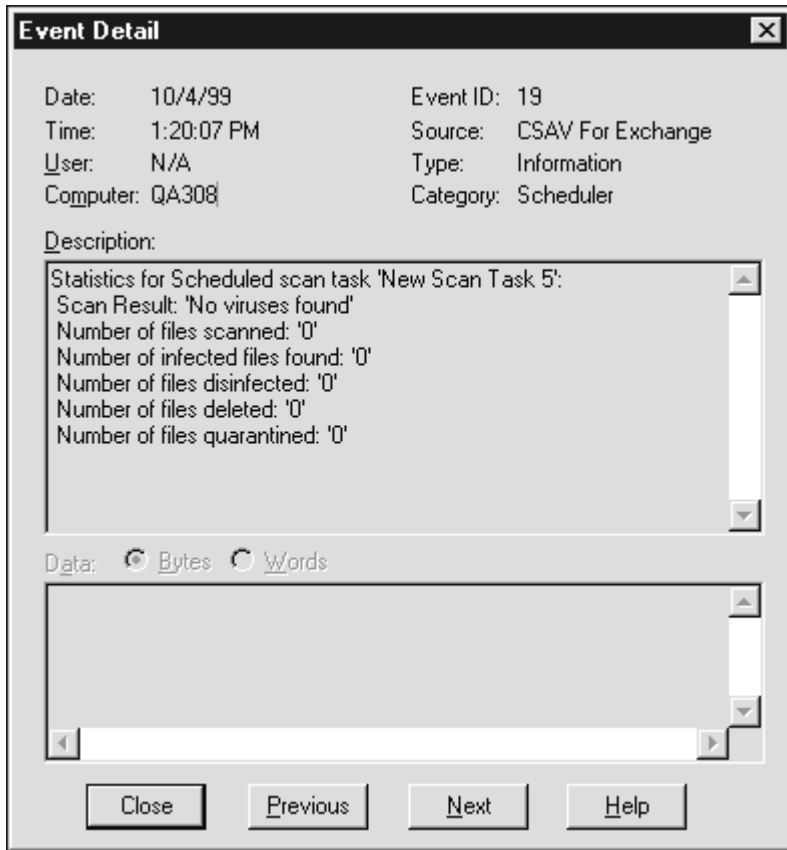 Event Detail
Date: 10/4/99 Event ID: 19
Time: 1:20:07 PM Source: CSAV For Exchange
User: N/A Type: Information
Computer: QA308 Category: Scheduler
Description:
Statistics for Scheduled scan task 'New Scan Task 5':
Scan Result: 'No viruses found'
Number of files scanned: '0'
Number of infected files found: '0'
Number of files disinfected: '0'
Number of files deleted: '0'
Number of files quarantined: '0'
Data: Bytes Words
Close Previous Next Help